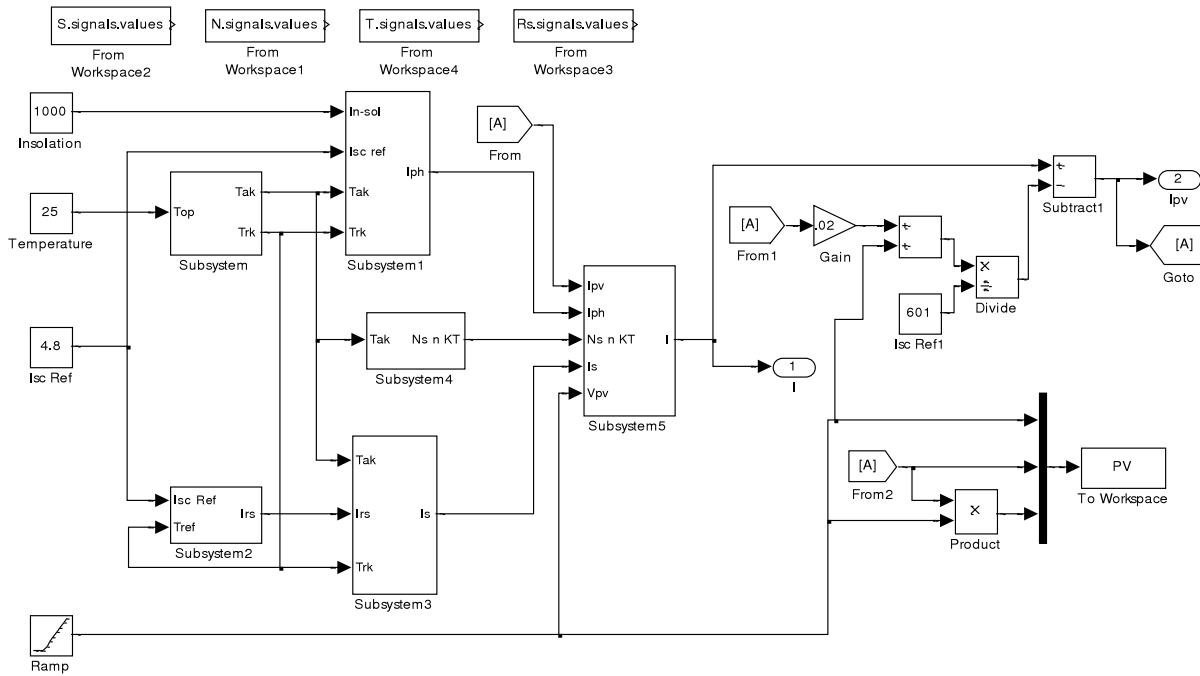 S.signals.values
From
Workspace2
N.signals.values
From
Workspace1
T.signals.values
From
Workspace4
Rs.signals.values
From
Workspace3
1000
Insolation
25
Temperature
4.8
Isc Ref
Ramp
Top
Tak
Trk
Subsystem
In-sol
Isc ref
Tak
Trk
Iph
Subsystem1
Tak
Ns n KT
Subsystem4
Isc Ref
Tref
Irs
Subsystem2
Tak
Irs
Trk
Is
Subsystem3
[A]
From
Ipv
Iph
Ns n KT
Is
Vpv
I
Subsystem5
1
I
[A]
From1
.02
Gain
+
+
601
Isc Ref1
×
÷
Divide
+
−
Subtract1
2
Ipv
[A]
Goto
[A]
From2
×
Product
PV
To Workspace